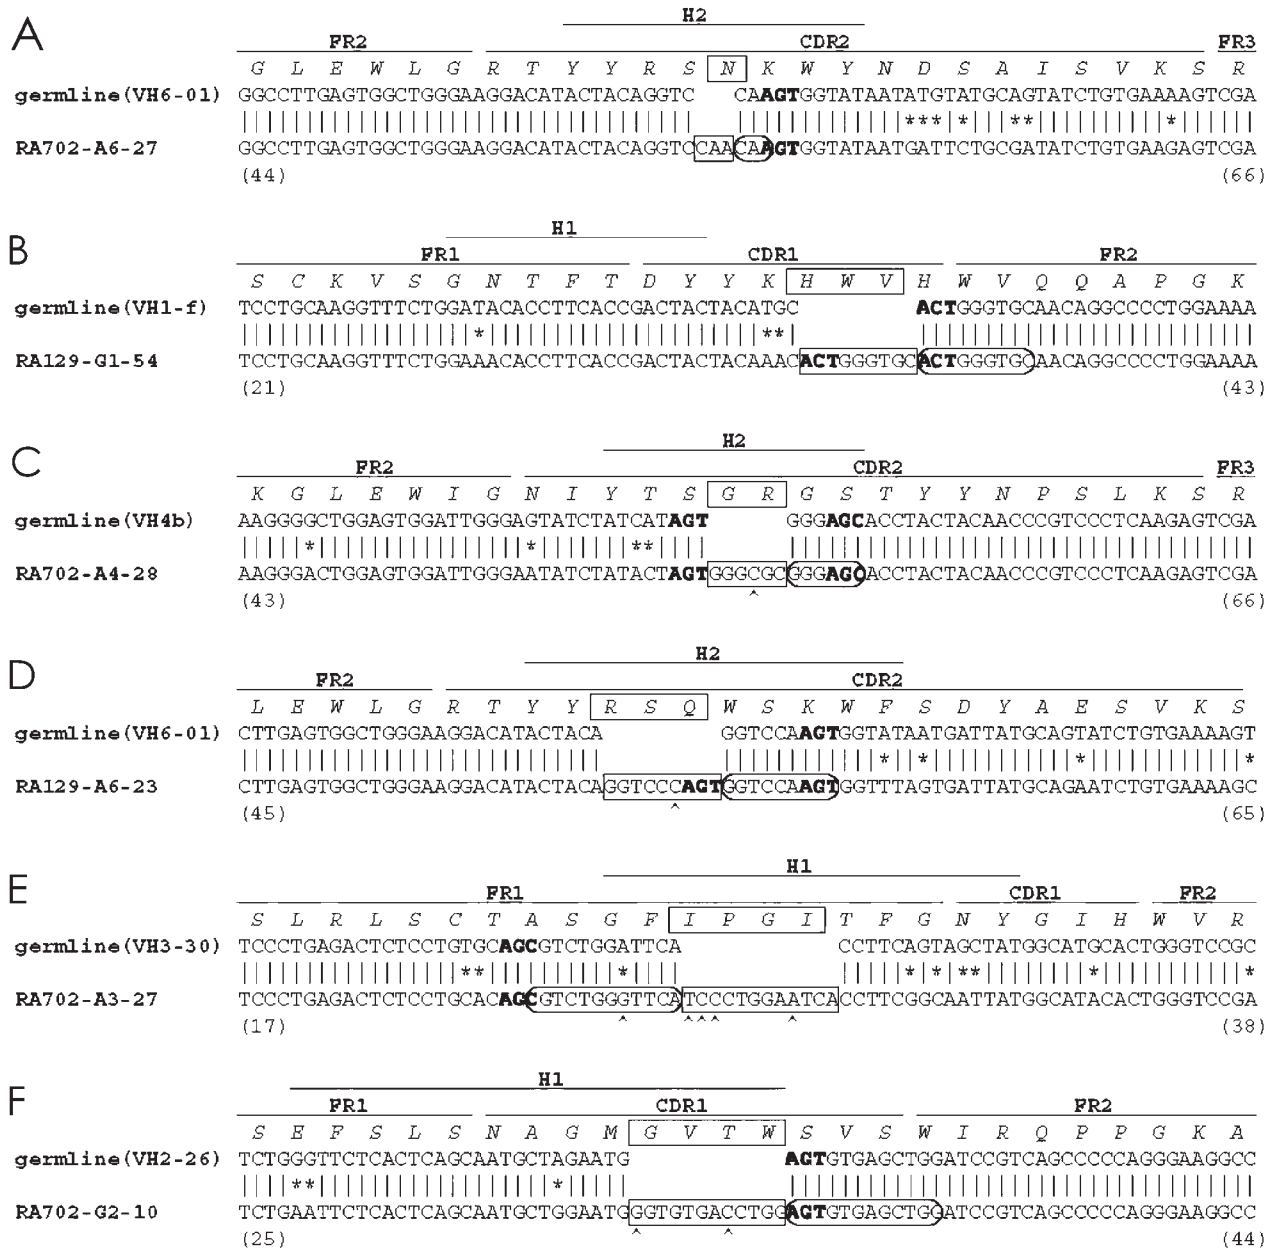 A
H2
FR2 CDR2 FR3
G L E W L G R T Y Y R S N K W Y N D S A I S V K S R
germline(VH6-01) GGCCTTGAGTGGCTGGGAAGGACATACTACAGGTC CAAAGTGGTATAATATGTATGCAGTATCTGTGAAAAGTCGA
*** * ** *
RA702-A6-27 GGCCTTGAGTGGCTGGGAAGGACATACTACAGGTCCAACAAAGTGGTATAATGATTCTGCGATATCTGTGAAGAGTCGA
(44) (66)
B
H1
FR1 CDR1 FR2
S C K V S G N T F T D Y Y K H W V H W V Q Q A P G K
germline(VH1-f) TCCTGCAAGGTTTCTGGATACACCTTCACCGACTACTACATGC ACTGGGTGCAACAGGCCCCTGGAAAA
* **
RA129-G1-54 TCCTGCAAGGTTTCTGGAAACACCTTCACCGACTACTACAAACACTGGGTGCACTGGGTGCAACAGGCCCCTGGAAAA
(21) (43)
C
H2
FR2 CDR2 FR3
K G L E W I G N I Y T S G R G S T Y Y N P S L K S R
germline(VH4b) AAGGGGCTGGAGTGGATTGGGAGTATCTATCATAGT GGGAGCACCTACTACAACCCGTCCCTCAAGAGTCGA
* * **
RA702-A4-28 AAGGGACTGGAGTGGATTGGGAATATCTATACTAGTGGGCGCGGGAGCACCTACTACAACCCGTCCCTCAAGAGTCGA
^
(43) (66)
D
H2
FR2 CDR2
L E W L G R T Y Y R S Q W S K W F S D Y A E S V K S
germline(VH6-01) CTTGAGTGGCTGGGAAGGACATACTACA GGTCCAAGTGGTATAATGATTATGCAGTATCTGTGAAAAGT
* * * *
RA129-A6-23 CTTGAGTGGCTGGGAAGGACATACTACAGGTCCCAGTGGTCCAAGTGGTTTAGTGATTATGCAGAATCTGTGAAAAGC
^
(45) (65)
E
H1
FR1 CDR1 FR2
S L R L S C T A S G F I P G I T F G N Y G I H W V R
germline(VH3-30) TCCCTGAGACTCTCCTGTGCAGCGTCTGGATTCA CCTTCAGTAGCTATGGCATGCACTGGGTCCGC
** * * * ** * *
RA702-A3-27 TCCCTGAGACTCTCCTGCACAGCGTCTGGGTTCATCCCTGGAATCACCTTCGGCAATTATGGCATACACTGGGTCCGA
^ ^^^ ^
(17) (38)
F
H1
FR1 CDR1 FR2
S E F S L S N A G M G V T W S V S W I R Q P P G K A
germline(VH2-26) TCTGGGTTCTCACTCAGCAATGCTAGAATG AGTGTGAGCTGGATCCGTCAGCCCCCAGGGAAGGCC
** *
RA702-G2-10 TCTGAATTCTCACTCAGCAATGCTGGAATGGGTGTGACCTGGAGTGTGAGCTGGATCCGTCAGCCCCCAGGGAAGGCC
^ ^
(25) (44)